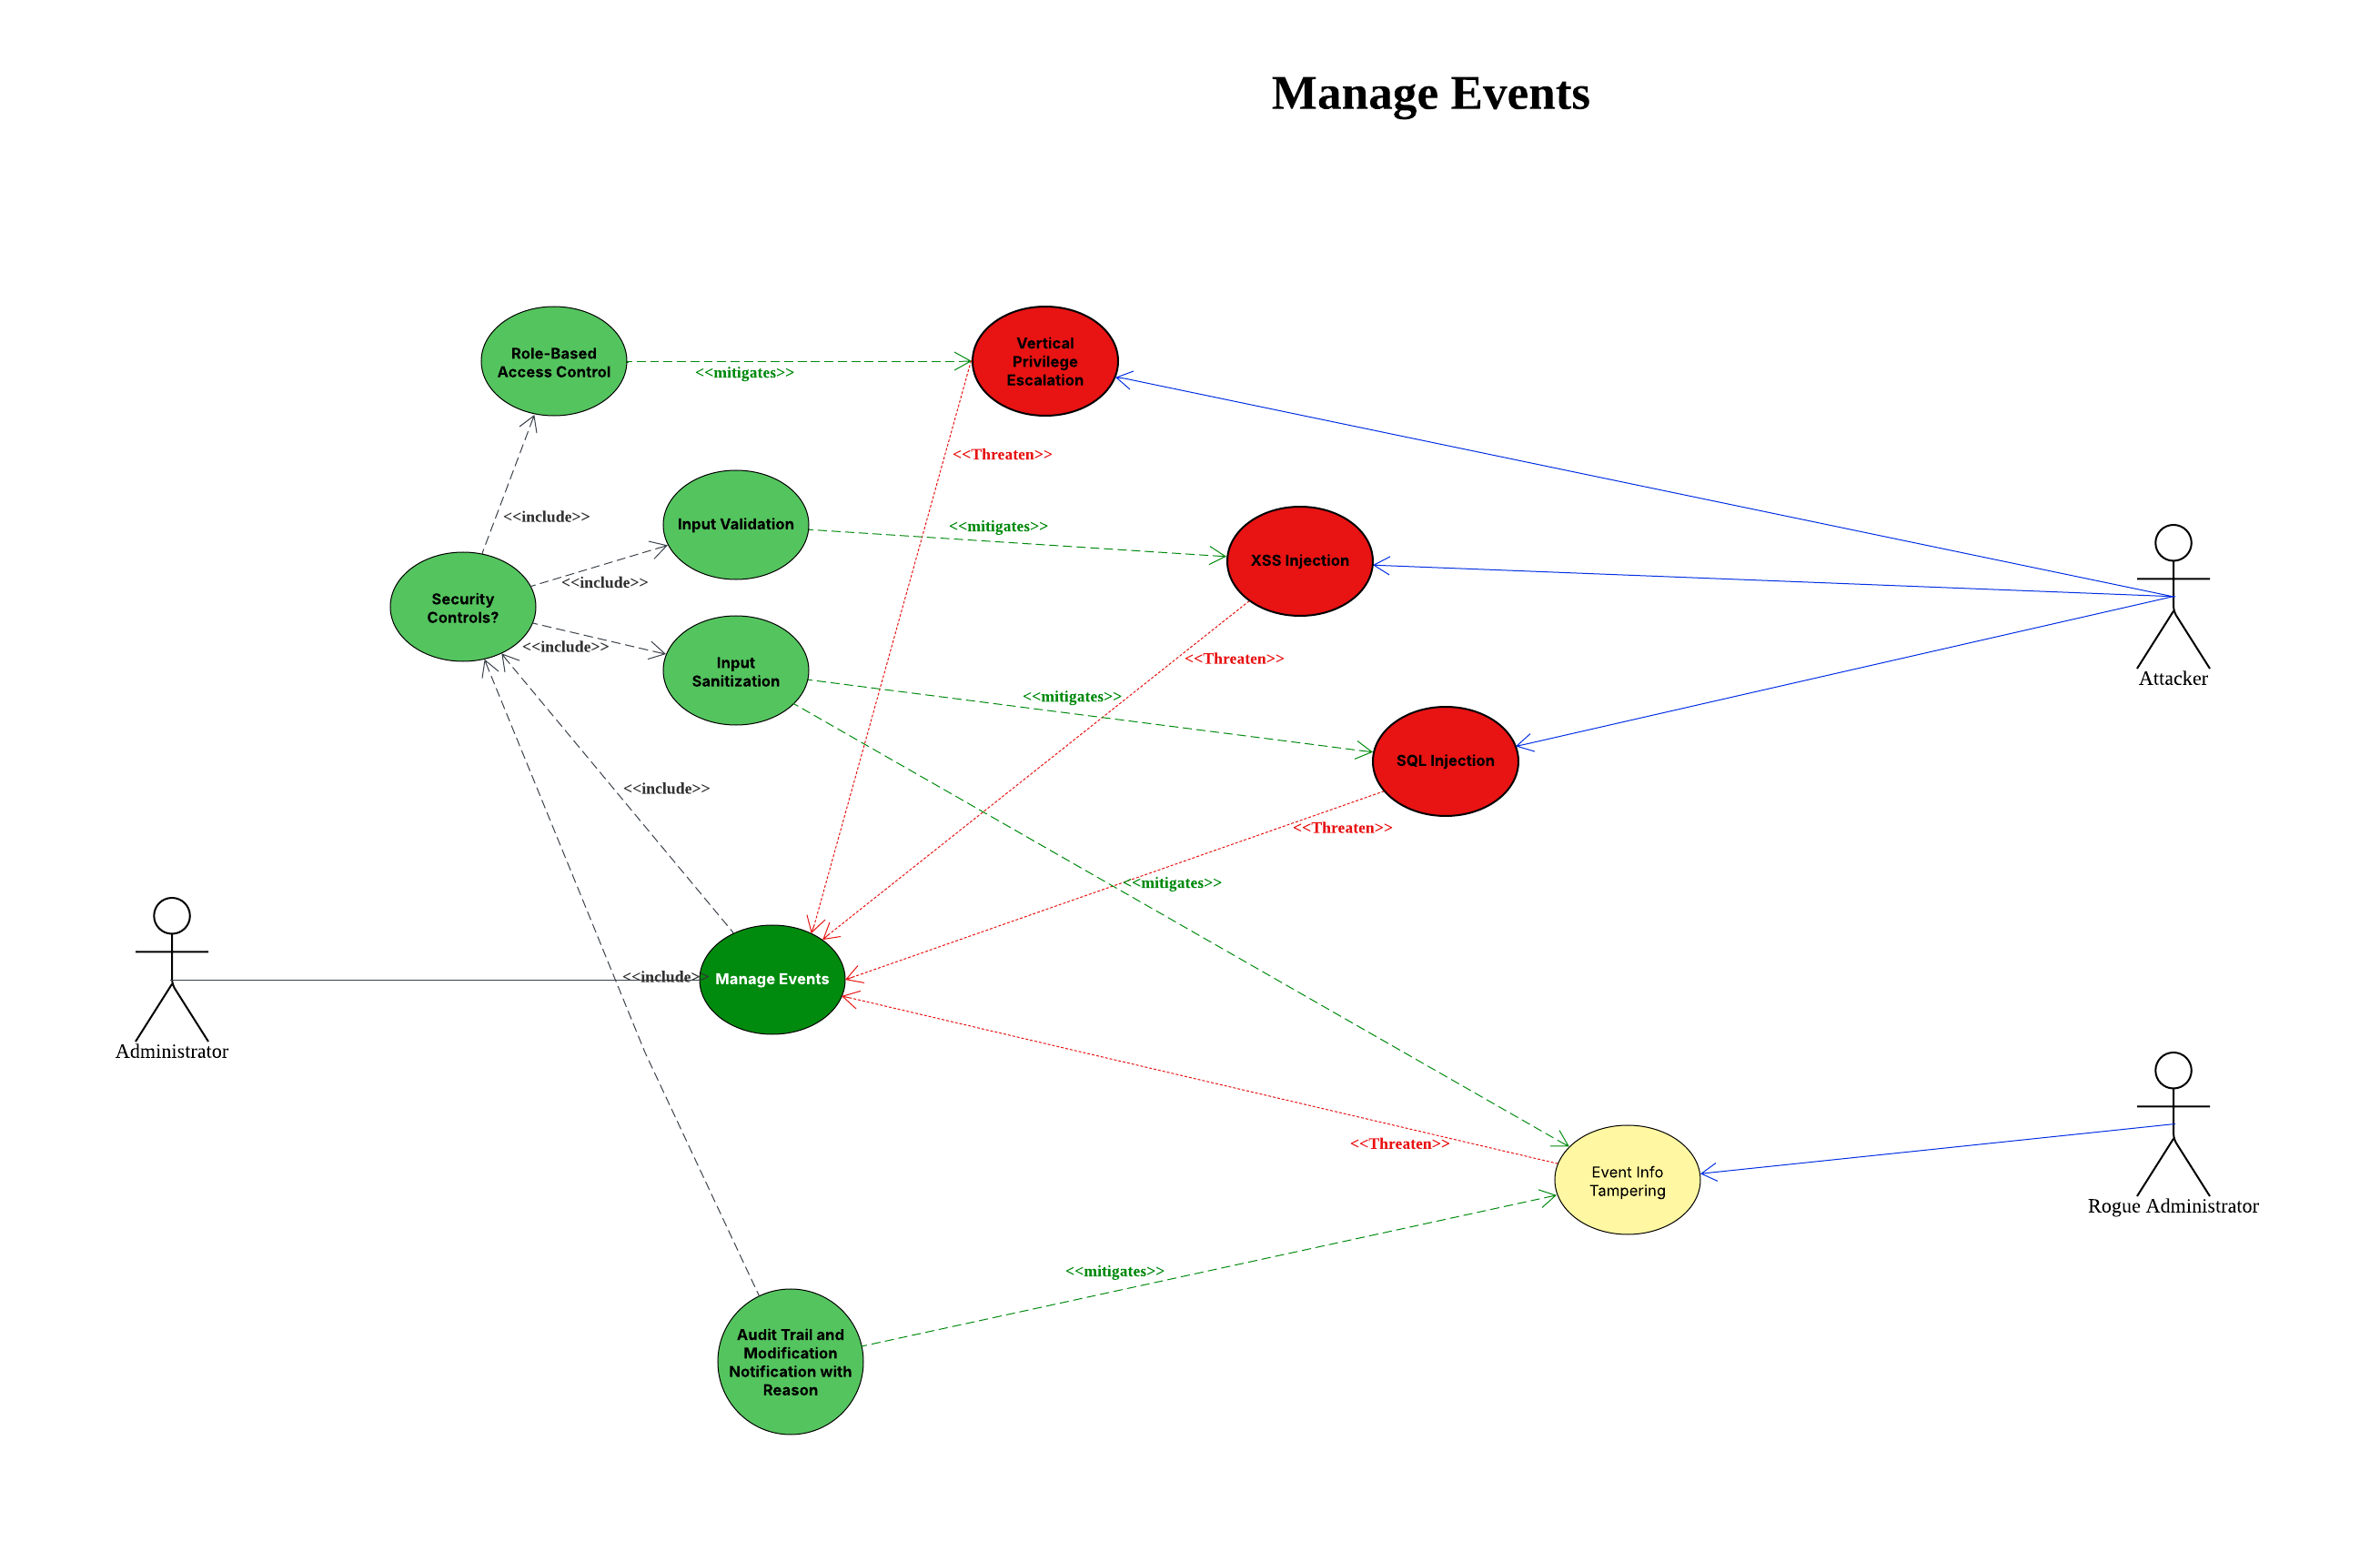 Manage Events
Role-Based
Access Control
<<mitigates>>
Vertical
Privilege
Escalation
<<Threaten>>
<<include>>
Input Validation
<<mitigates>>
XSS Injection
<<include>>
Security
Controls?
<<include>>
Input
Sanitization
<<Threaten>>
<<mitigates>>
Attacker
SQL Injection
<<include>>
<<Threaten>>
<<mitigates>>
<<include>>
Manage Events
Administrator
<<Threaten>>
Event Info
Tampering
Rogue Administrator
<<mitigates>>
Audit Trail and
Modification
Notification with
Reason